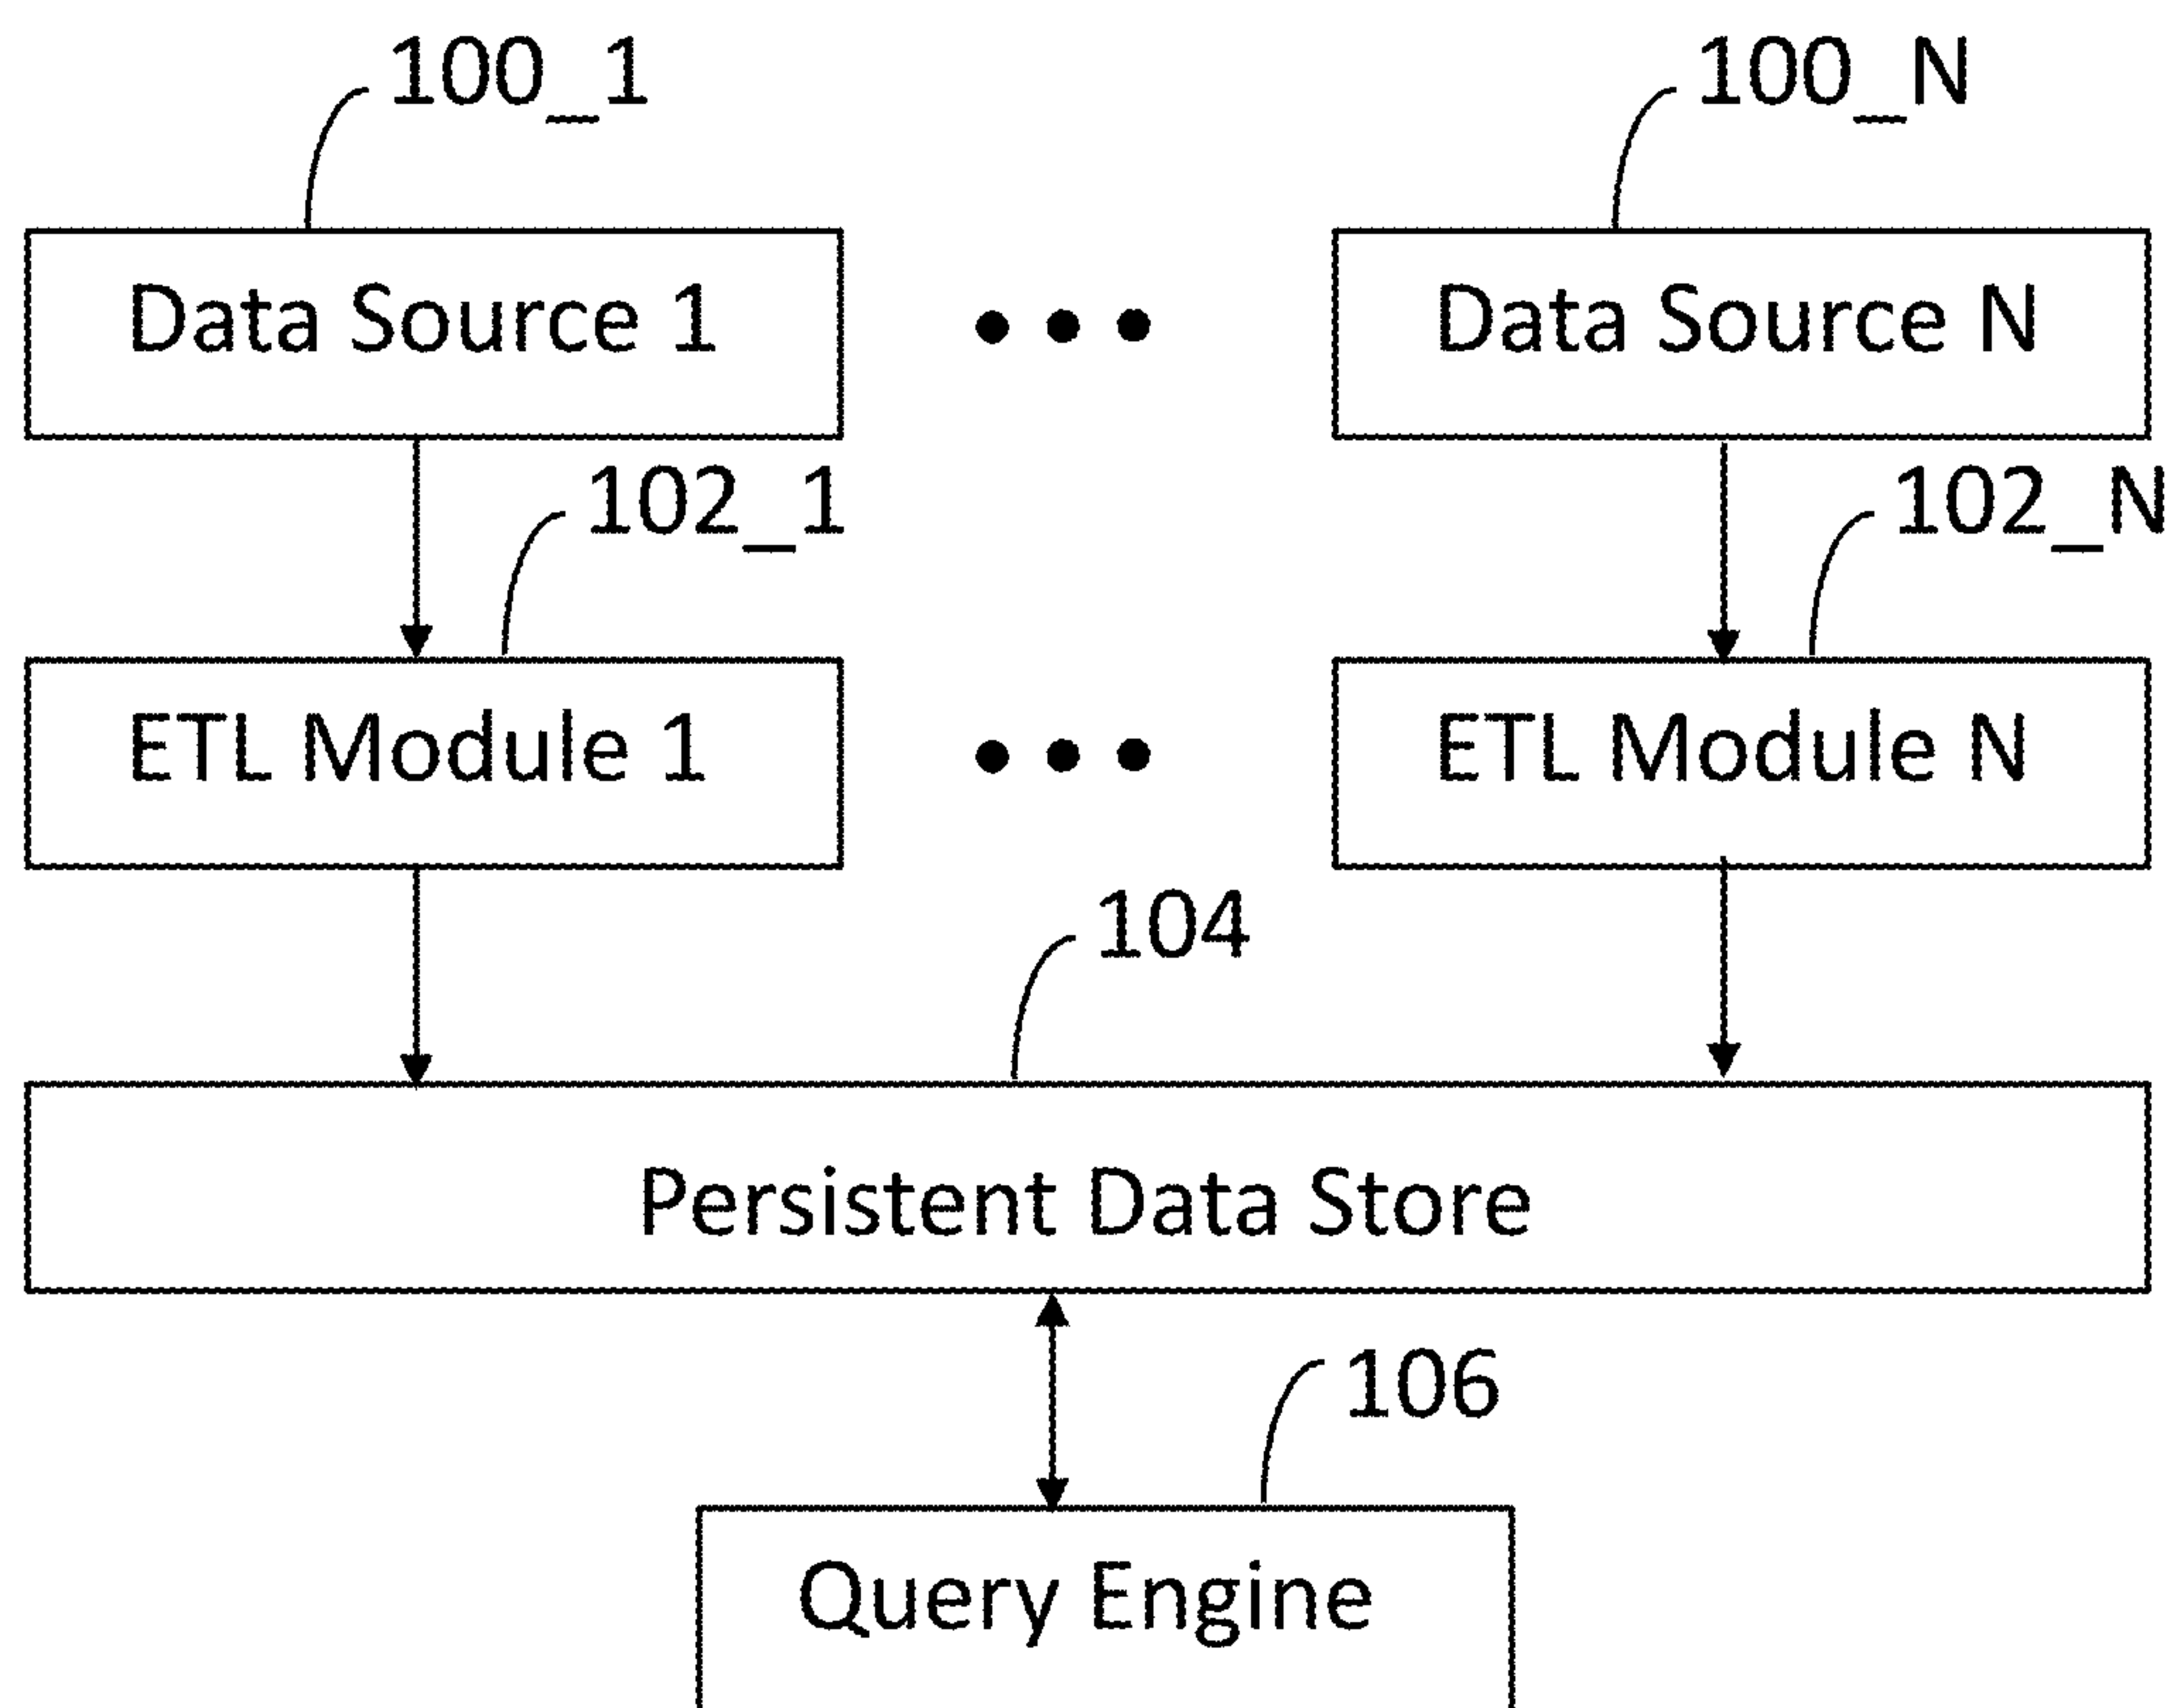 100_1
100_N
Data Source 1
Data Source N
102_1
102_N
ETL Module 1
ETL Module N
104
Persistent Data Store
106
Query Engine